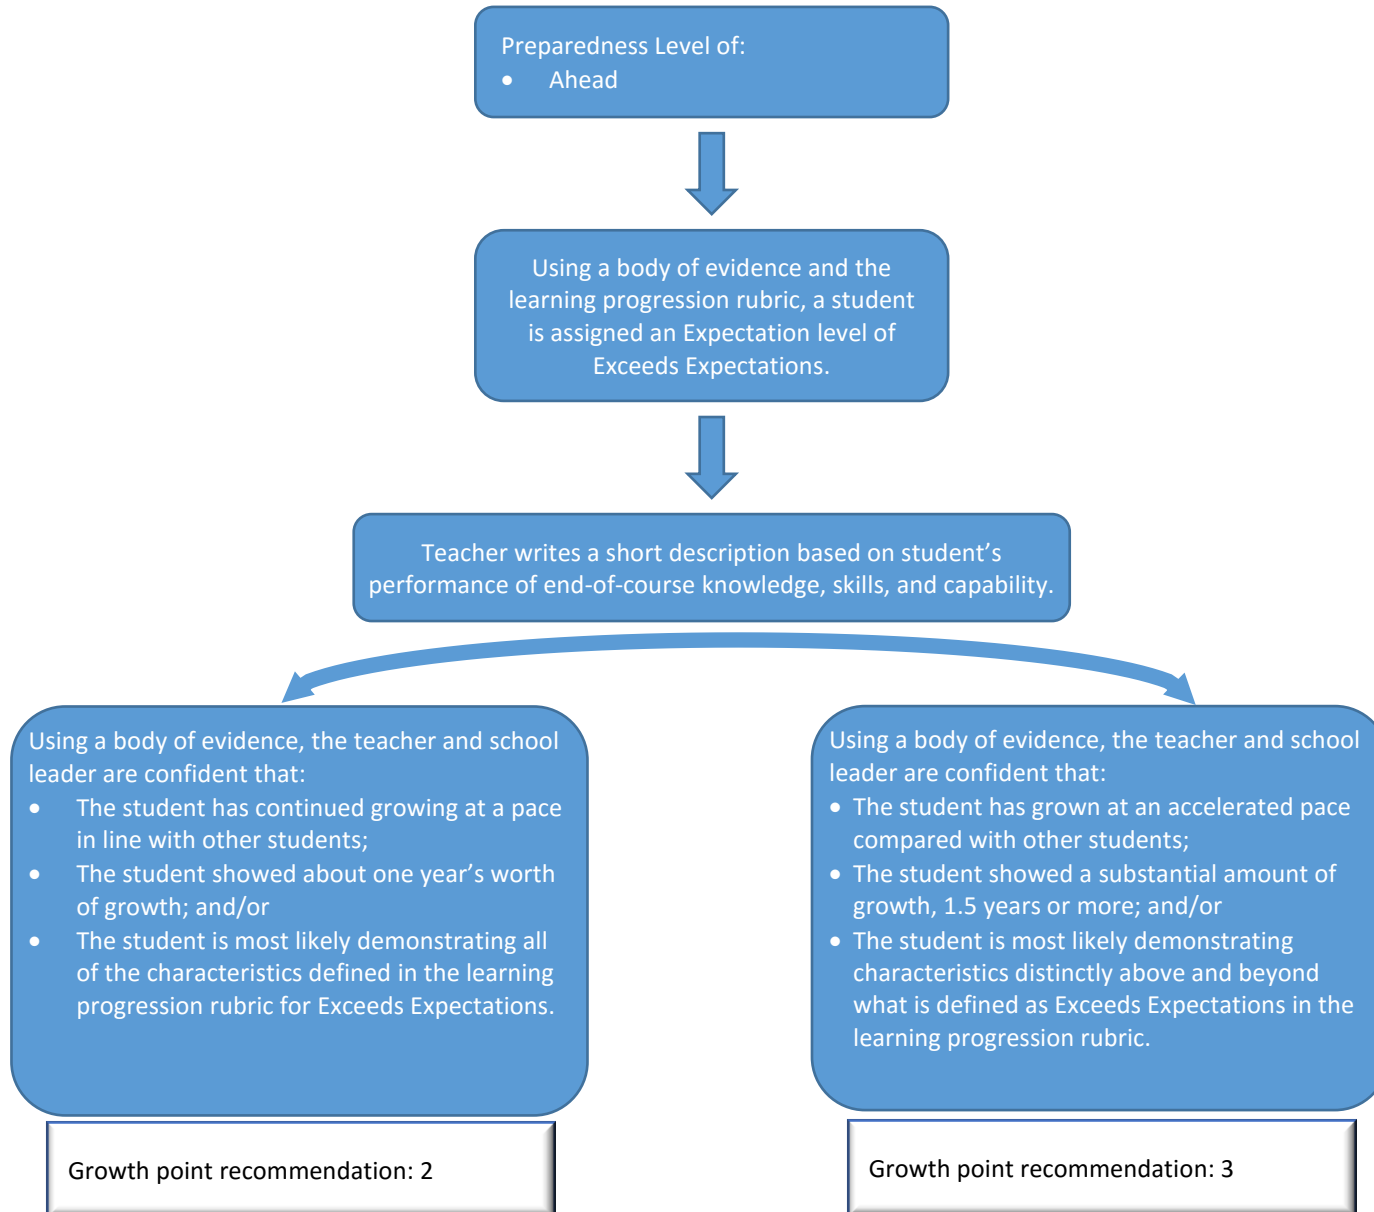 Preparedness Level of:
• Ahead
Using a body of evidence and the
learning progression rubric, a student
is assigned an Expectation level of
Exceeds Expectations.
Teacher writes a short description based on student’s
performance of end-of-course knowledge, skills, and capability.
Using a body of evidence, the teacher and school
leader are confident that:
• The student has continued growing at a pace
in line with other students;
• The student showed about one year’s worth
of growth; and/or
• The student is most likely demonstrating all
of the characteristics defined in the learning
progression rubric for Exceeds Expectations.
Growth point recommendation: 2
Using a body of evidence, the teacher and school
leader are confident that:
• The student has grown at an accelerated pace
compared with other students;
• The student showed a substantial amount of
growth, 1.5 years or more; and/or
• The student is most likely demonstrating
characteristics distinctly above and beyond
what is defined as Exceeds Expectations in the
learning progression rubric.
Growth point recommendation: 3